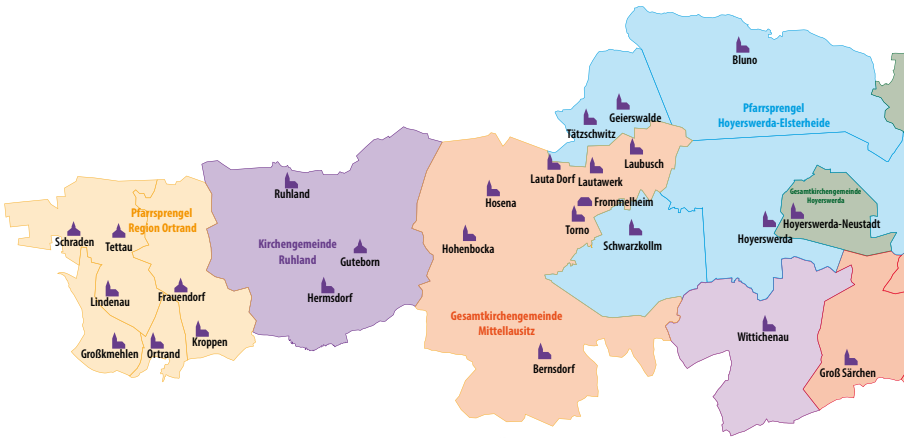 Bluno
Pfarrsprengel
Hoyerswerda-Elsterheide
Geierswalde
Tätzschwitz
Laubusch
Lauta Dorf
Lautawerk
Frommelheim
Torno
Schwarzkollm
Gesamtkirchengemeinde
Hoyerswerda
Hoyerswerda-Neustadt
Hoyerswerda
Ruhland
Hosena
Hohenbocka
Kirchengemeinde
Ruhland
Guteborn
Hermsdorf
Pfarrsprengel
Region Ortrand
Schraden
Tettau
Lindenau
Frauendorf
Großkmehlen
Ortrand
Kroppen
Gesamtkirchengemeinde
Mittellausitz
Bernsdorf
Wittichenau
Groß Särchen